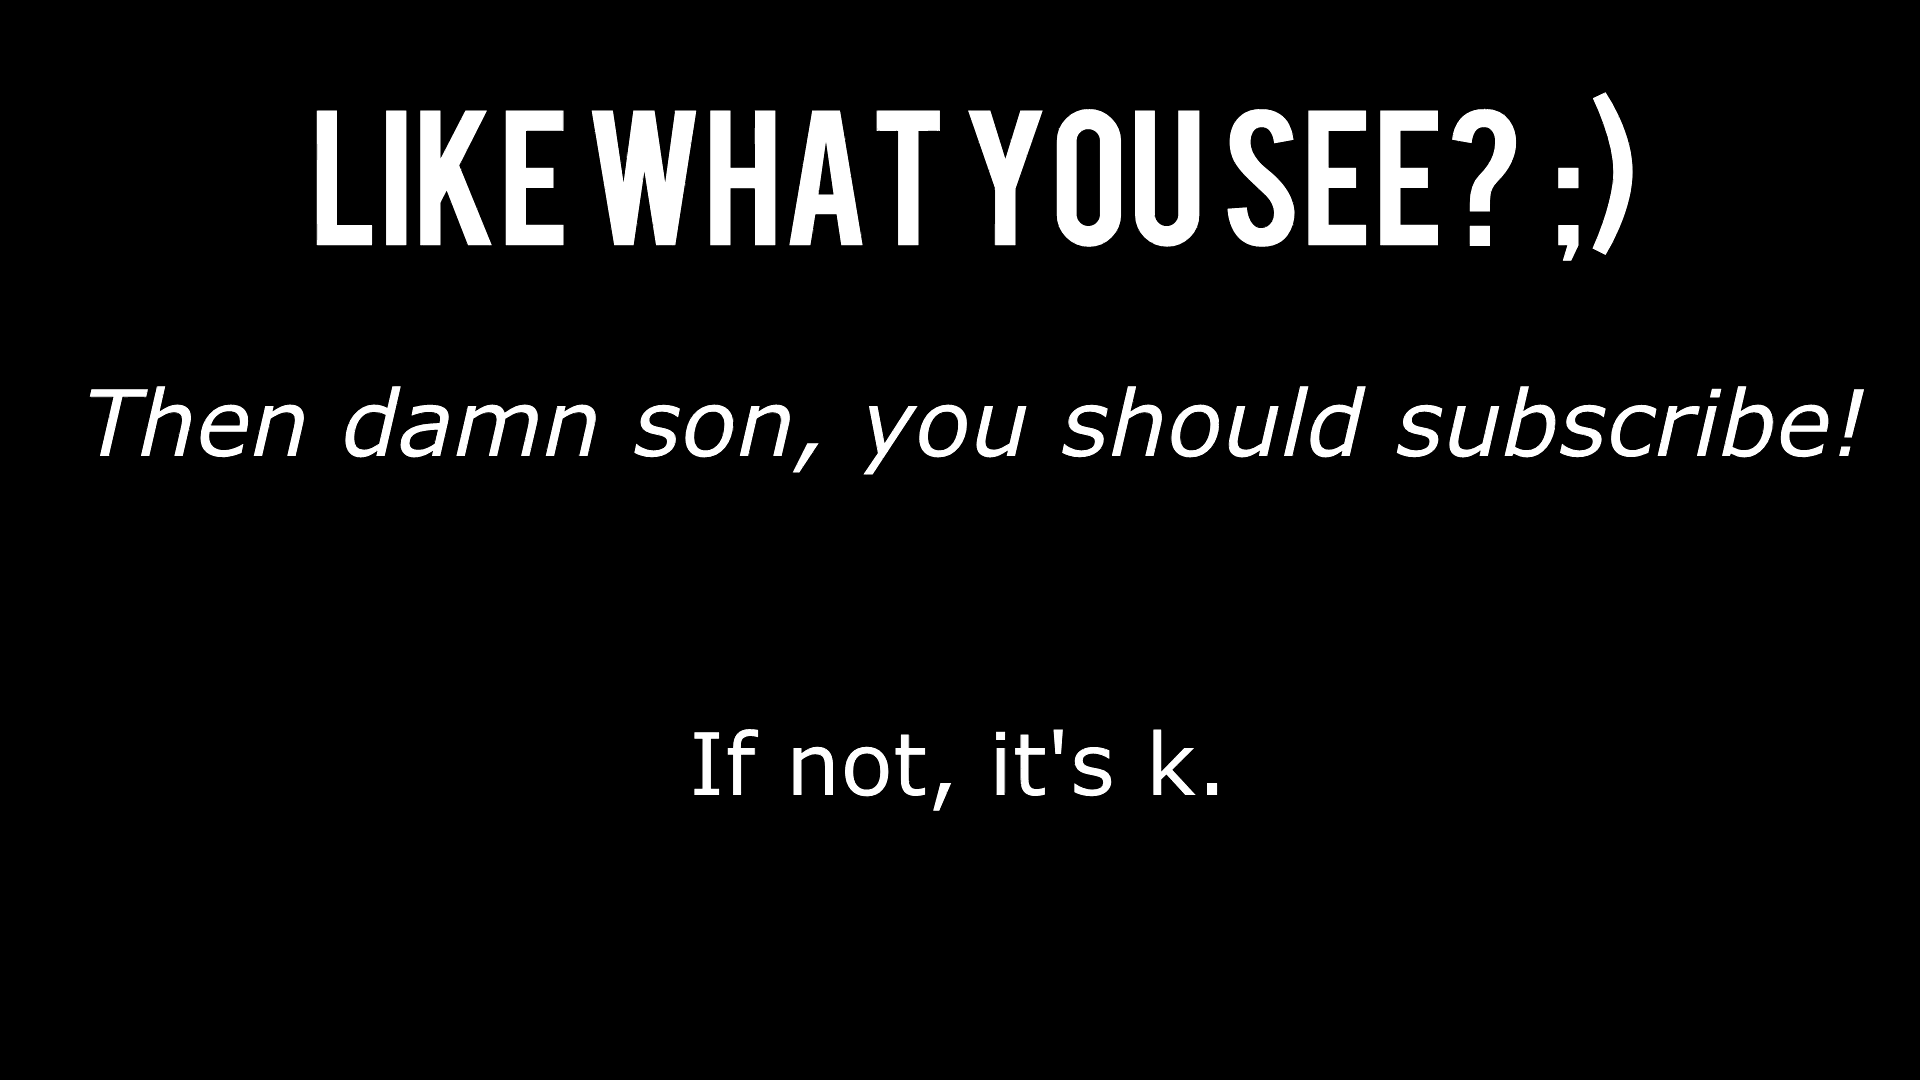 LIKE WHAT YOU SEE? ;)
Then damn son, you should subscribe!
If not, it's k.